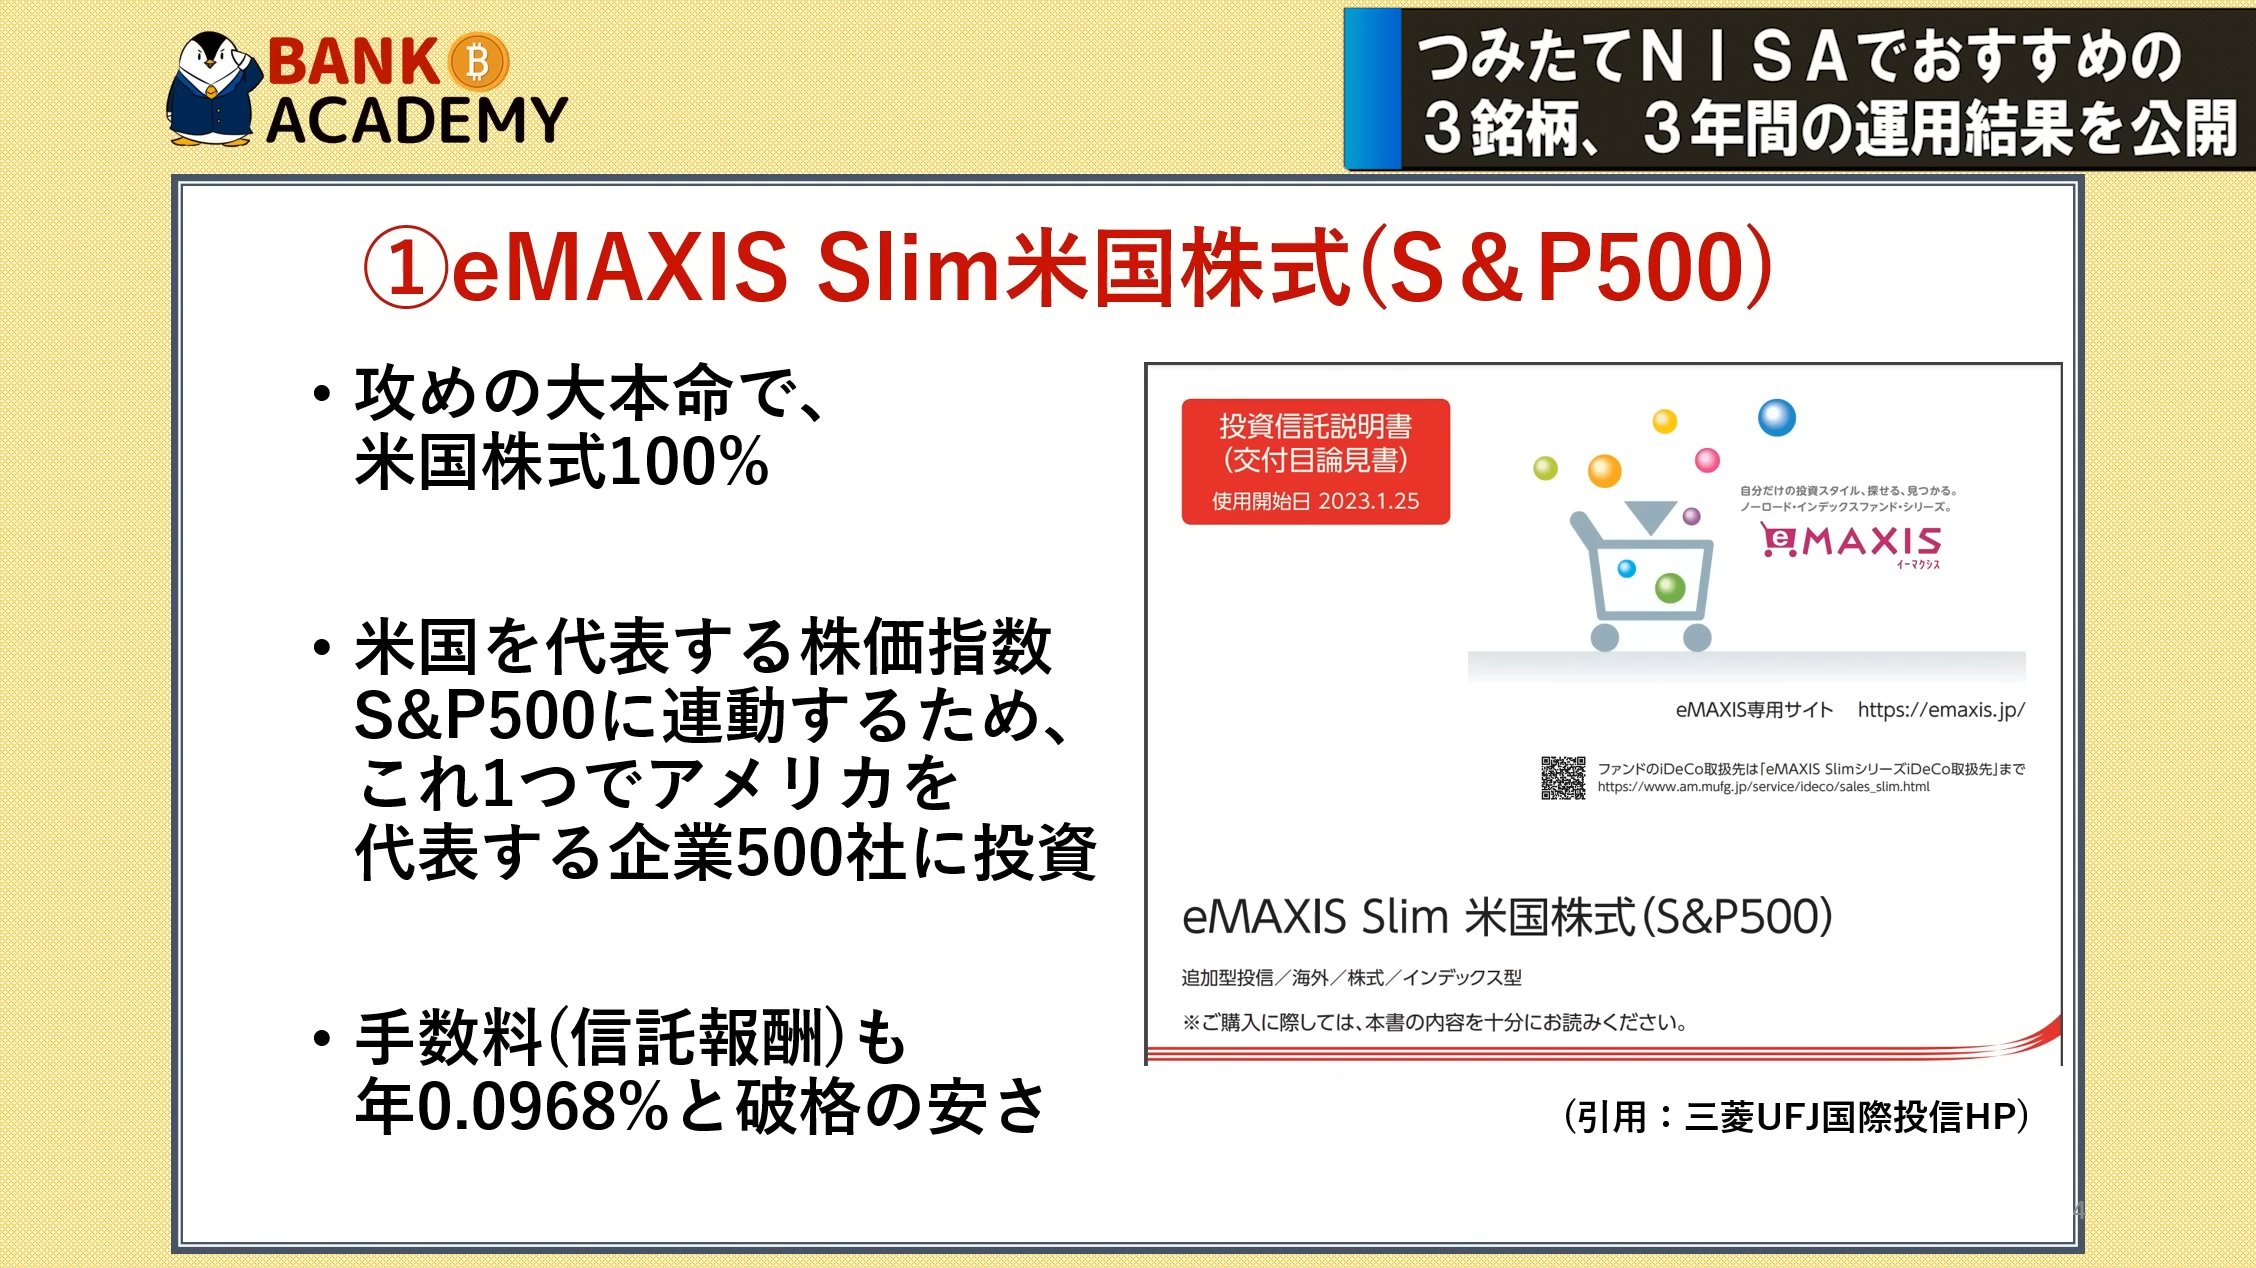 BANK
ACADEMY
つみたてＮＩＳＡでおすすめの
３銘柄、３年間の運用結果を公開
①eMAXIS Slim米国株式(S＆P500)
• 攻めの大本命で、
米国株式100%
• 米国を代表する株価指数
S&P500に連動するため、
これ1つでアメリカを
代表する企業500社に投資
• 手数料(信託報酬)も
年0.0968%と破格の安さ
投資信託説明書
(交付目論見書)
使用開始日 2023.1.25
自分だけの投資スタイル、探せる、見つかる。
ノーロード・インデックスファンド・シリーズ。
eMAXIS
イーマクシス
eMAXIS専用サイト https://emaxis.jp/
ファンドのiDeCo取扱先は「eMAXIS SlimシリーズiDeCo取扱先」まで
https://www.am.mufg.jp/service/ideco/sales_slim.html
eMAXIS Slim 米国株式(S&P500)
追加型投信／海外／株式／インデックス型
※ご購入に際しては、本書の内容を十分にお読みください。
(引用：三菱UFJ国際投信HP)
4